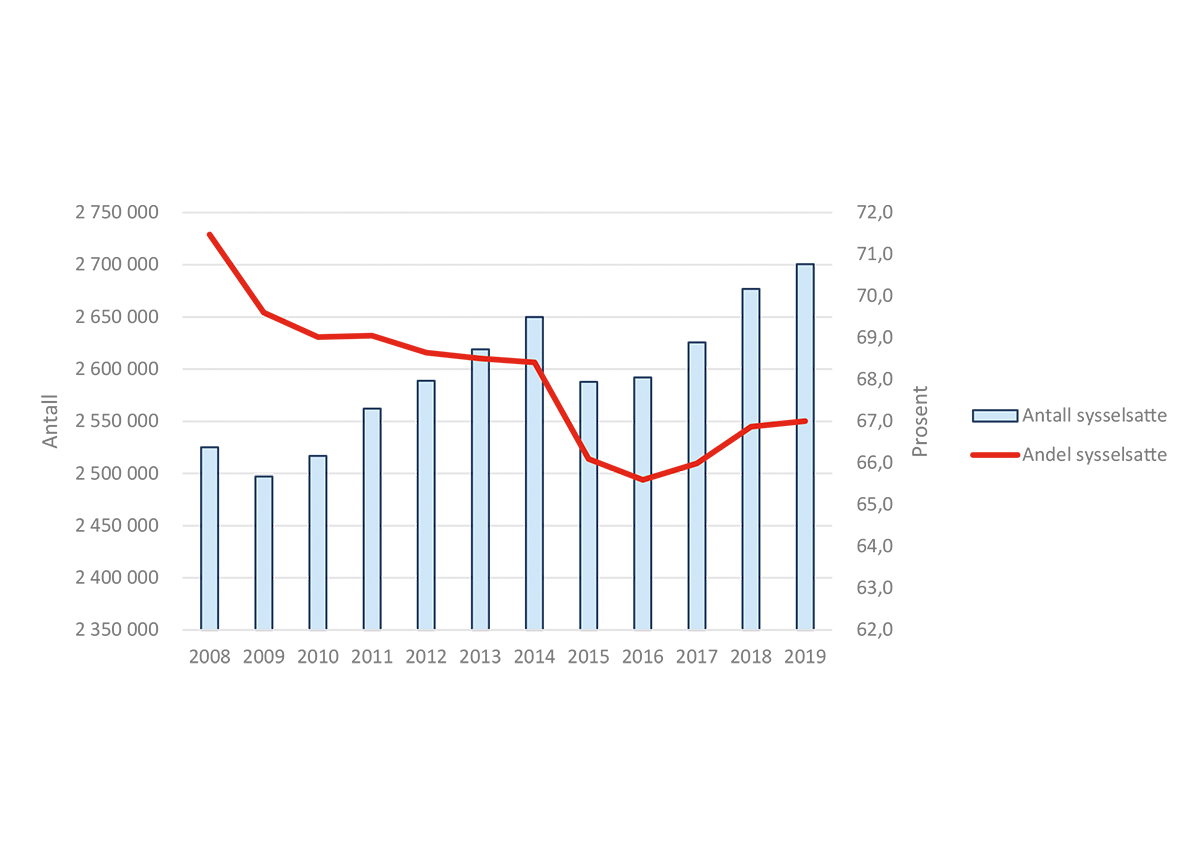 2 750 000
2 700 000
2 650 000
2 600 000
2 550 000
2 500 000
2 450 000
2 400 000
2 350 000
Antall
72,0
71,0
70,0
69,0
68,0
67,0
66,0
65,0
64,0
63,0
62,0
Prosent
2008 2009 2010 2011 2012 2013 2014 2015 2016 2017 2018 2019
Antall sysselsatte
Andel sysselsatte